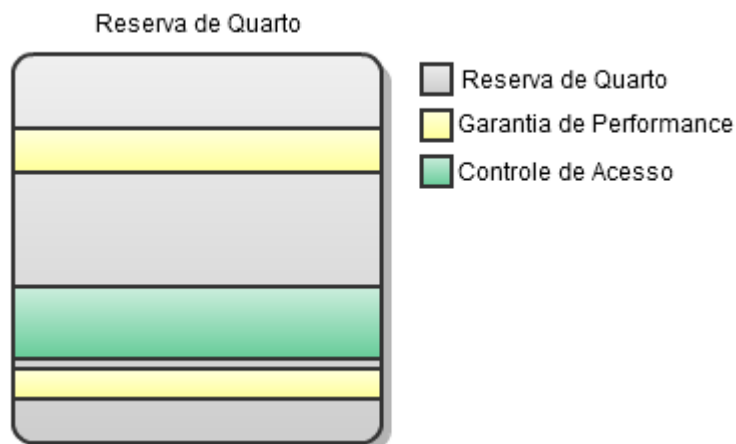 Reserva de Quarto
Reserva de Quarto
Garantia de Performance
Controle de Acesso